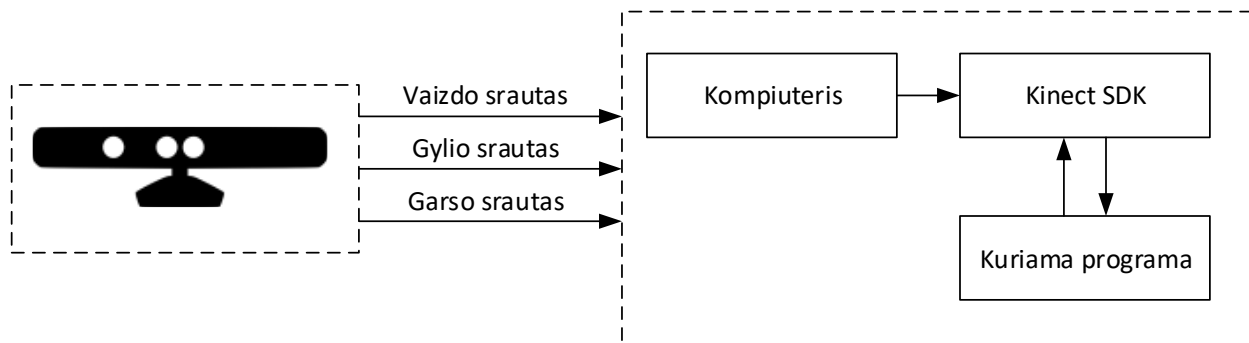 Vaizdo srautas
Gylio srautas
Garso srautas
Kompiuteris
Kinect SDK
Kuriama programa